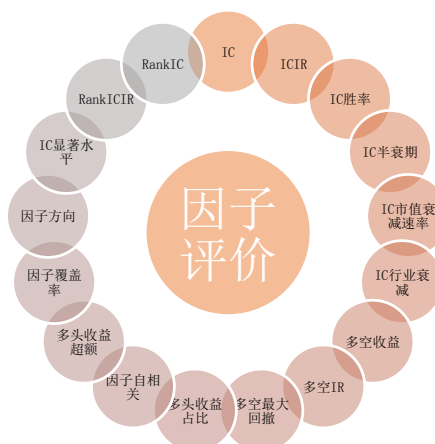 IC
ICIR
IC胜率
IC半衰期
IC市值衰
减速率
IC行业衰
减
多空收益
多空IR
多空最大
回撤
多头收益
占比
因子自相
关
多头收益
超额
因子覆盖
率
因子方向
IC显著水
平
RankICIR
RankIC
因子
评价